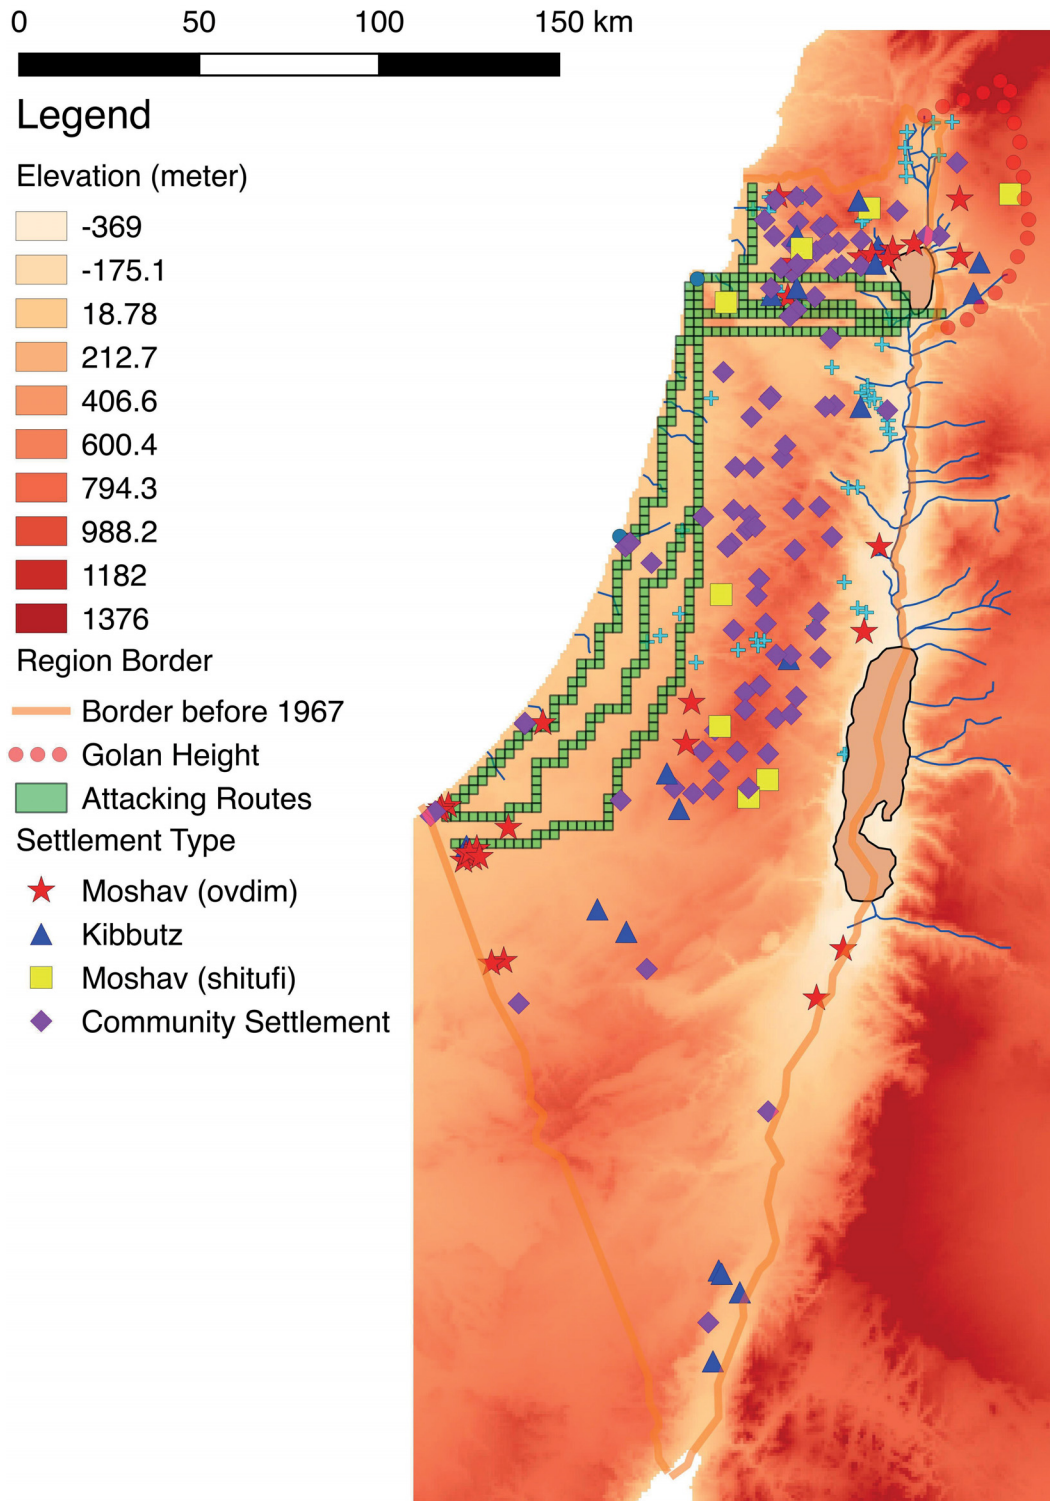 0 50 100 150 km
Legend
Elevation (meter)
-369
-175.1
18.78
212.7
406.6
600.4
794.3
988.2
1182
1376
Region Border
Border before 1967
Golan Height
Attacking Routes
Settlement Type
Moshav (ovdim)
Kibbutz
Moshav (shitufi)
Community Settlement